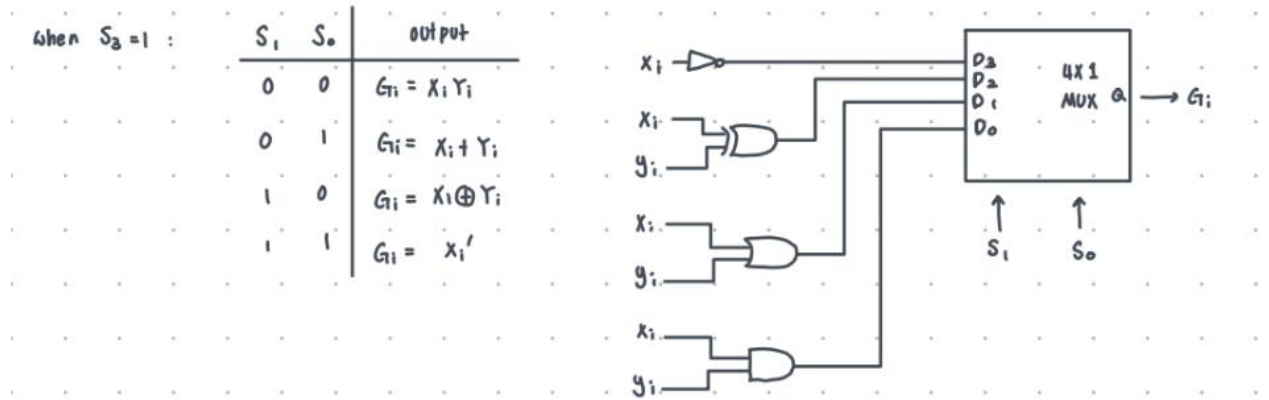 when S₂=1 :
S₁ S₀ output
0 0 Gi = Xi Yi
0 1 Gi = Xi + Yi
1 0 Gi = Xi ⊕ Yi
1 1 Gi = Xi′
Xi
Xi
yi
Xi
yi
Xi
yi
D₃
D₂
D₁
D₀
4X1
MUX Q
Gi
S₁ S₀